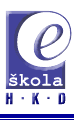 e
škola
H · K · D